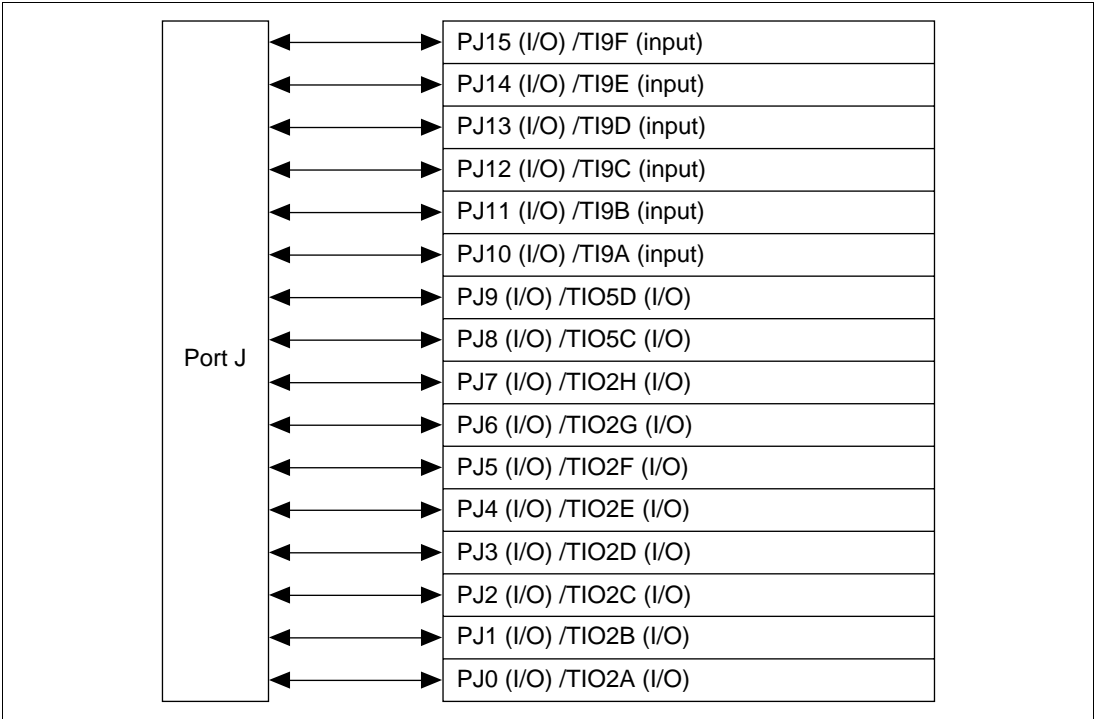 PJ15 (I/O) /TI9F (input)
PJ14 (I/O) /TI9E (input)
PJ13 (I/O) /TI9D (input)
PJ12 (I/O) /TI9C (input)
PJ11 (I/O) /TI9B (input)
PJ10 (I/O) /TI9A (input)
PJ9 (I/O) /TIO5D (I/O)
PJ8 (I/O) /TIO5C (I/O)
Port J
PJ7 (I/O) /TIO2H (I/O)
PJ6 (I/O) /TIO2G (I/O)
PJ5 (I/O) /TIO2F (I/O)
PJ4 (I/O) /TIO2E (I/O)
PJ3 (I/O) /TIO2D (I/O)
PJ2 (I/O) /TIO2C (I/O)
PJ1 (I/O) /TIO2B (I/O)
PJ0 (I/O) /TIO2A (I/O)